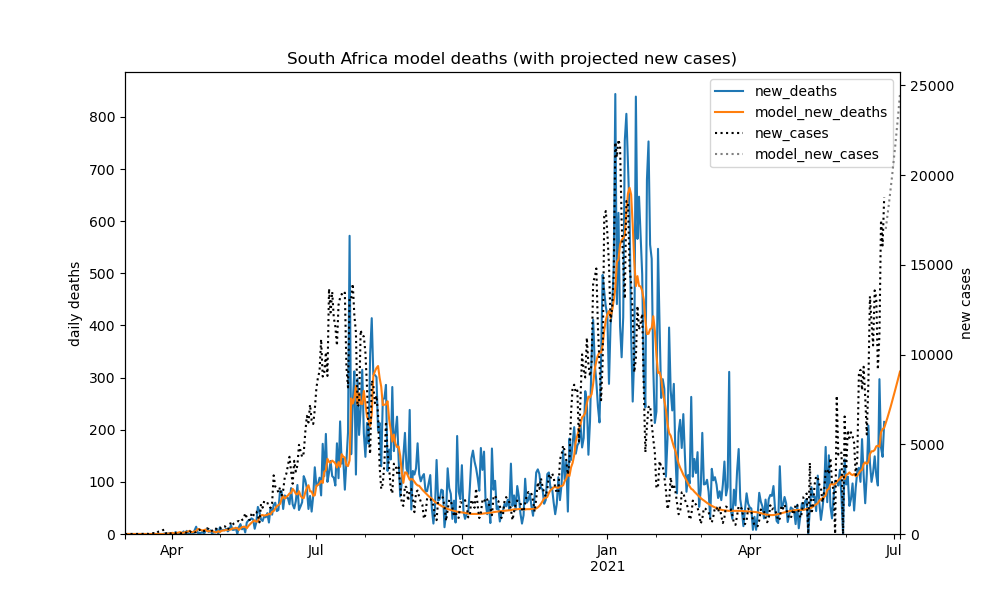 South Africa model deaths (with projected new cases)
new_deaths
model_new_deaths
new_cases
model_new_cases
daily deaths
new cases
800
700
600
500
400
300
200
100
0
25000
20000
15000
10000
5000
0
Apr
Jul
Oct
Jan
2021
Apr
Jul